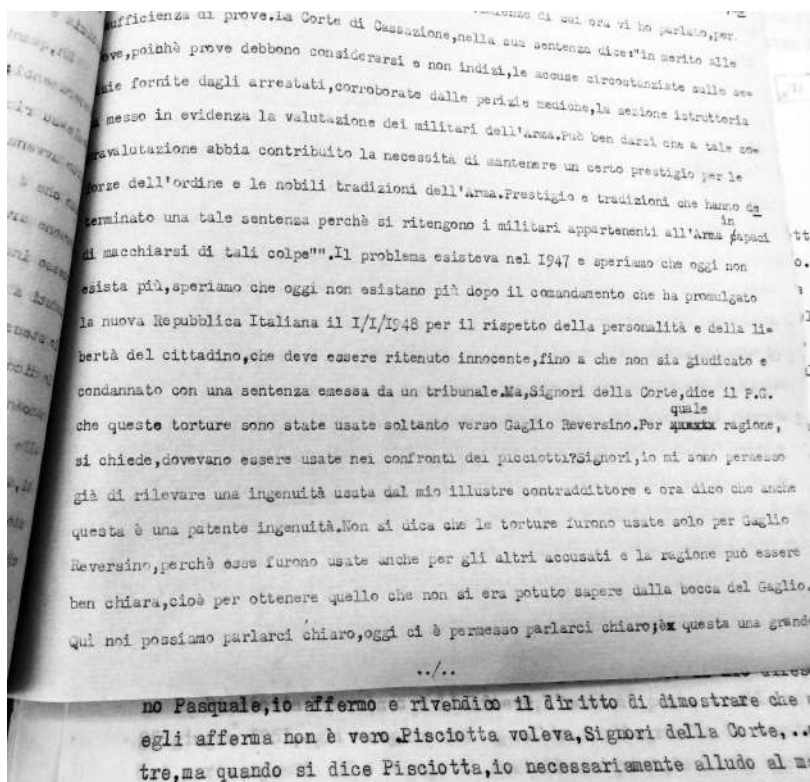 sufficienza di prove.La Corte di Cassazione,nella sua sentenza dice:"in merito alle
di cui ora vi ho parlato,per
ove,poichè prove debbono considerarsi e non indizi,le accuse circostanziate sulle se=
zie fornite dagli arrestati,corroborate dalle perizie mediche,la sezione istruttoria
messo in evidenza la valutazione dei militari dell'Arma.Può ben darsi che a tale so=
pravalutazione abbia contribuito la necessità di mantenere un certo prestigio per le
forze dell'ordine e le nobili tradizioni dell'Arma.Prestigio e tradizioni che hanno de
terminato una tale sentenza perchè si ritengono i militari appartenenti all'Arma incapaci
di macchiarsi di tali colpe"".Il problema esisteva nel I947 e speriamo che oggi non
esista più,speriamo che oggi non esistano più dopo il comandamento che ha promulgato
la nuova Repubblica Italiana il I/I/I948 per il rispetto della personalità e della li=
bertà del cittadino,che deve essere ritenuto innocente,fino a che non sia giudicato e
condannato con una sentenza emessa da un tribunale.Ma,Signori della Corte,dice il P.G.
che queste torture sono state usate soltanto verso Gaglio Reversino.Per quale ragione,
si chiede,dovevano essere usate nei confronti dei picciotti?Signori,io mi sono permesso
già di rilevare una ingenuità usata dal mio illustre contraddittore e ora dico che anche
questa è una patente ingenuità.Non si dica che le torture furono usate solo per Gaglio
Reversino,perchè esse furono usate anche per gli altri accusati e la ragione può essere
ben chiara,cioè per ottenere quello che non si era potuto sapere dalla bocca del Gaglio.
Quì noi possiamo parlarci chiaro,oggi ci è permesso parlarci chiaro;è questa una grande
../..
no Pasquale,io affermo e rivendico il diritto di dimostrare che
egli afferma non è vero.Pisciotta voleva,Signori della Corte,..
tre,ma quando si dice Pisciotta,io necessariamente alludo al